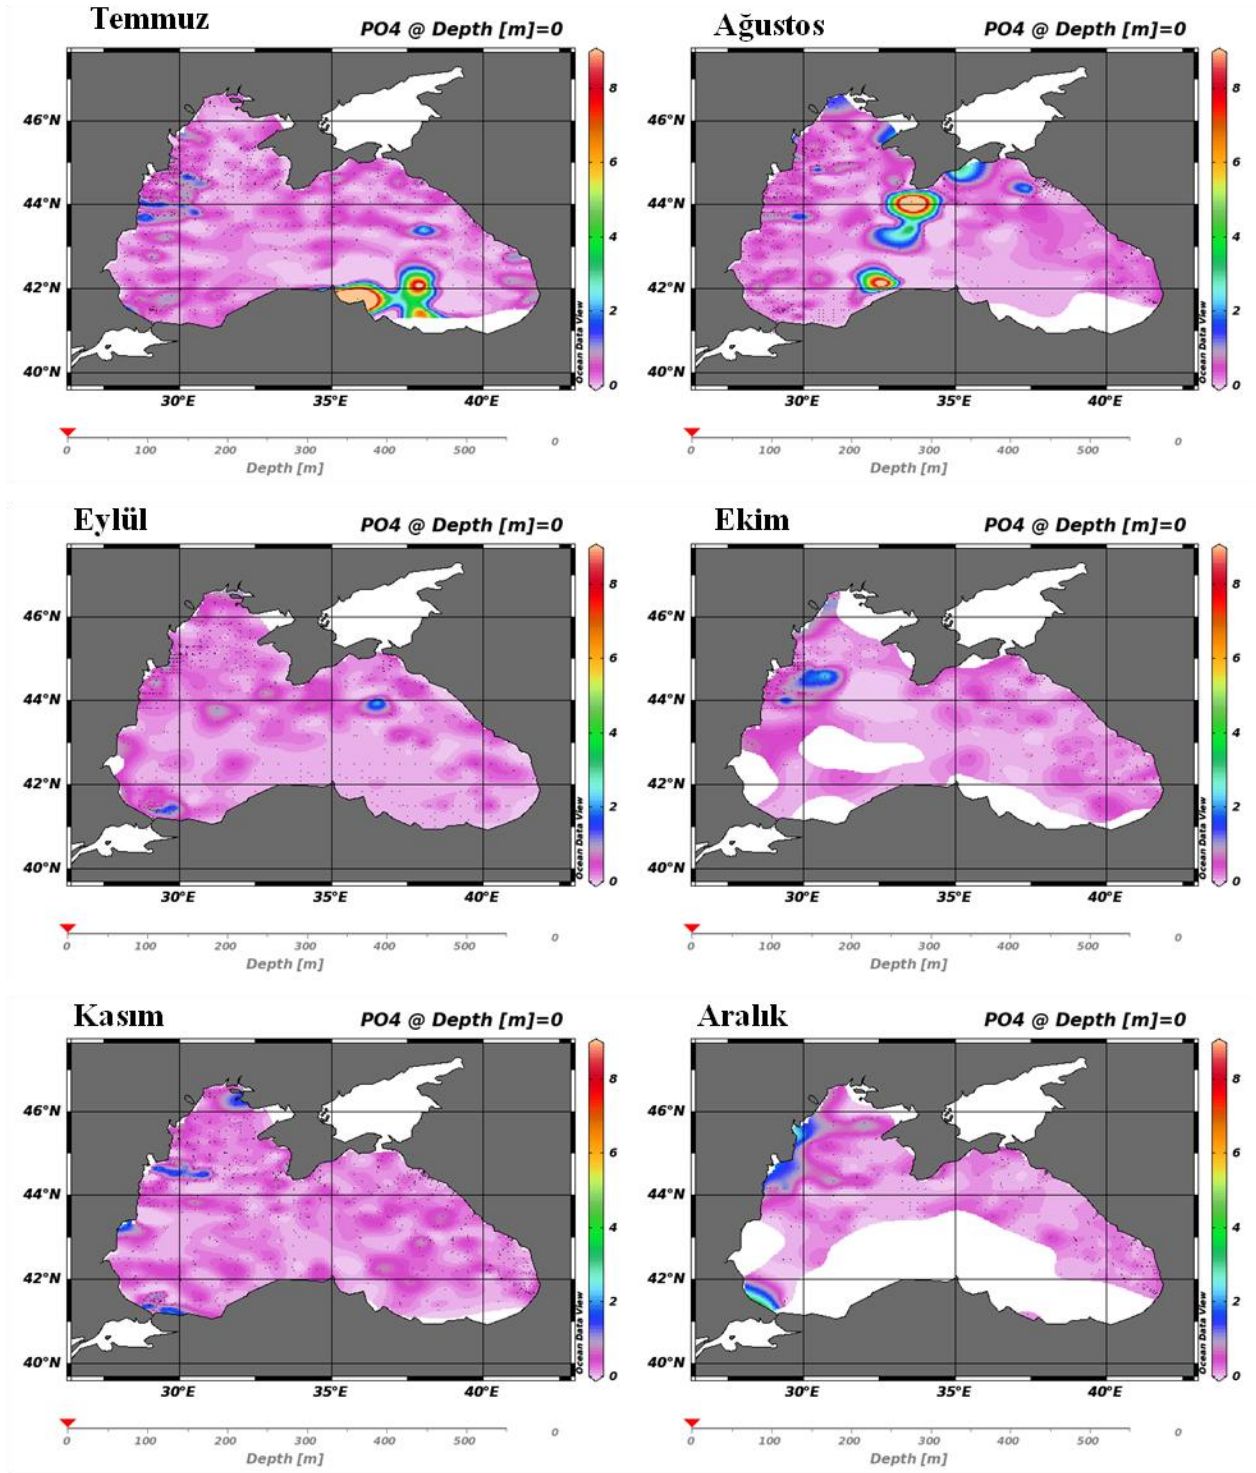 Temmuz
PO4 @ Depth [m]=0
46°N
44°N
42°N
40°N
30°E 35°E 40°E
8
6
4
2
0
Ocean Data View
0 100 200 300 400 500 0
Depth [m]
Ağustos
PO4 @ Depth [m]=0
46°N
44°N
42°N
40°N
30°E 35°E 40°E
8
6
4
2
0
Ocean Data View
0 100 200 300 400 500 0
Depth [m]
Eylül
PO4 @ Depth [m]=0
46°N
44°N
42°N
40°N
30°E 35°E 40°E
8
6
4
2
0
Ocean Data View
0 100 200 300 400 500 0
Depth [m]
Ekim
PO4 @ Depth [m]=0
46°N
44°N
42°N
40°N
30°E 35°E 40°E
8
6
4
2
0
Ocean Data View
0 100 200 300 400 500 0
Depth [m]
Kasım
PO4 @ Depth [m]=0
46°N
44°N
42°N
40°N
30°E 35°E 40°E
8
6
4
2
0
Ocean Data View
0 100 200 300 400 500 0
Depth [m]
Aralık
PO4 @ Depth [m]=0
46°N
44°N
42°N
40°N
30°E 35°E 40°E
8
6
4
2
0
Ocean Data View
0 100 200 300 400 500 0
Depth [m]